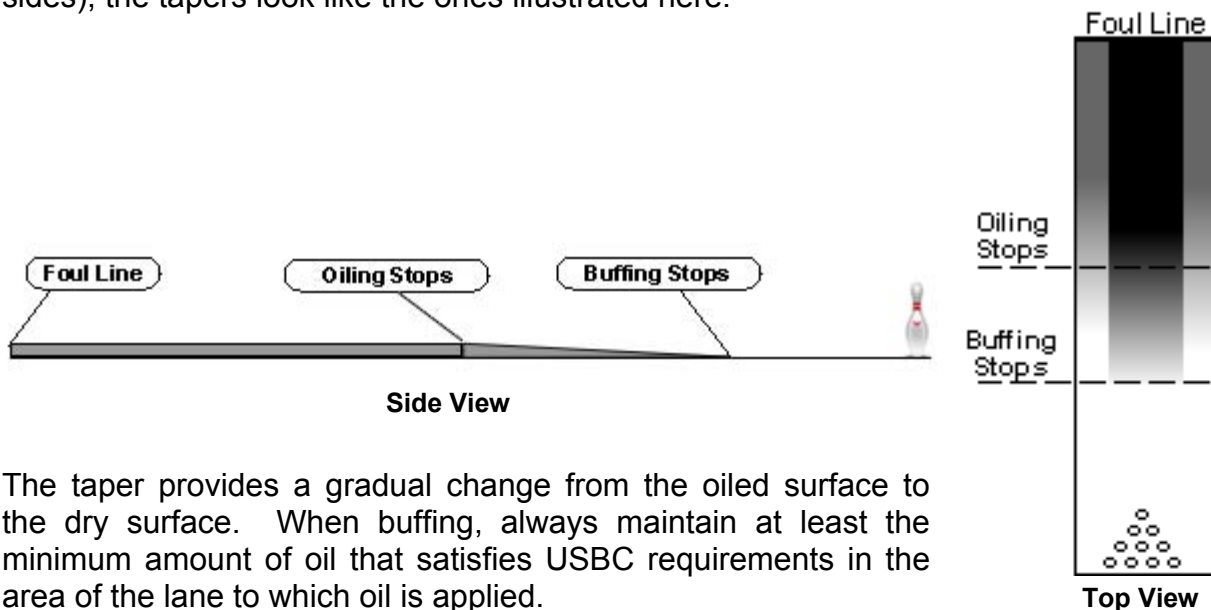 sides), the tapers look like the ones illustrated here.
Foul Line
Oiling
Stops
Buffing
Stops
Top View
Foul Line
Oiling Stops
Buffing Stops
Side View
The taper provides a gradual change from the oiled surface to
the dry surface. When buffing, always maintain at least the
minimum amount of oil that satisfies USBC requirements in the
area of the lane to which oil is applied.